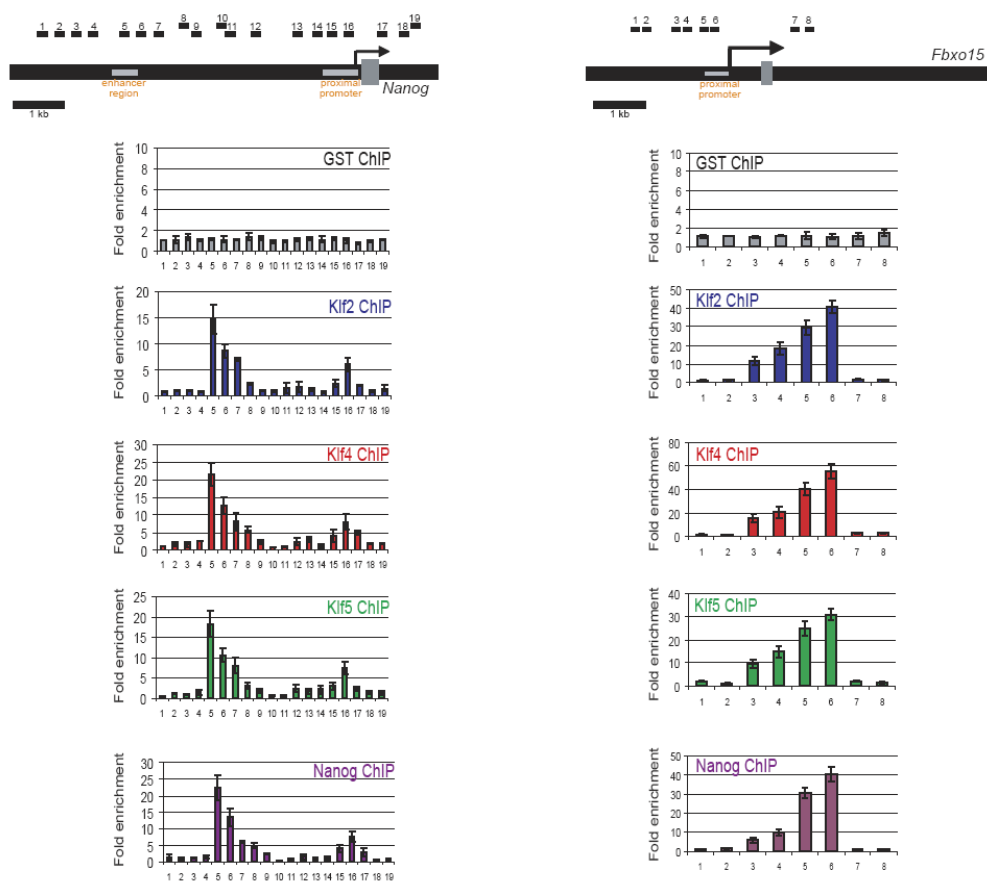 1 2 3 4 5 6 7 8 9 10 11 12 13 14 15 16 17 18 19
enhancer region
proximal promoter
Nanog
1 kb
1 2 3 4 5 6 7 8
Fbxo15
proximal promoter
1 kb
GST ChIP
Fold enrichment
10
8
6
4
2
0
1 2 3 4 5 6 7 8 9 10 11 12 13 14 15 16 17 18 19
Klf2 ChIP
Fold enrichment
20
15
10
5
0
1 2 3 4 5 6 7 8 9 10 11 12 13 14 15 16 17 18 19
Klf4 ChIP
Fold enrichment
30
25
20
15
10
5
0
1 2 3 4 5 6 7 8 9 10 11 12 13 14 15 16 17 18 19
Klf5 ChIP
Fold enrichment
25
20
15
10
5
0
1 2 3 4 5 6 7 8 9 10 11 12 13 14 15 16 17 18 19
Nanog ChIP
Fold enrichment
30
25
20
15
10
5
0
1 2 3 4 5 6 7 8 9 10 11 12 13 14 15 16 17 18 19
GST ChIP
Fold enrichment
10
8
6
4
2
0
1 2 3 4 5 6 7 8
Klf2 ChIP
Fold enrichment
50
40
30
20
10
0
1 2 3 4 5 6 7 8
Klf4 ChIP
Fold enrichment
80
60
40
20
0
1 2 3 4 5 6 7 8
Klf5 ChIP
Fold enrichment
40
30
20
10
0
1 2 3 4 5 6 7 8
Nanog ChIP
Fold enrichment
50
40
30
20
10
0
1 2 3 4 5 6 7 8